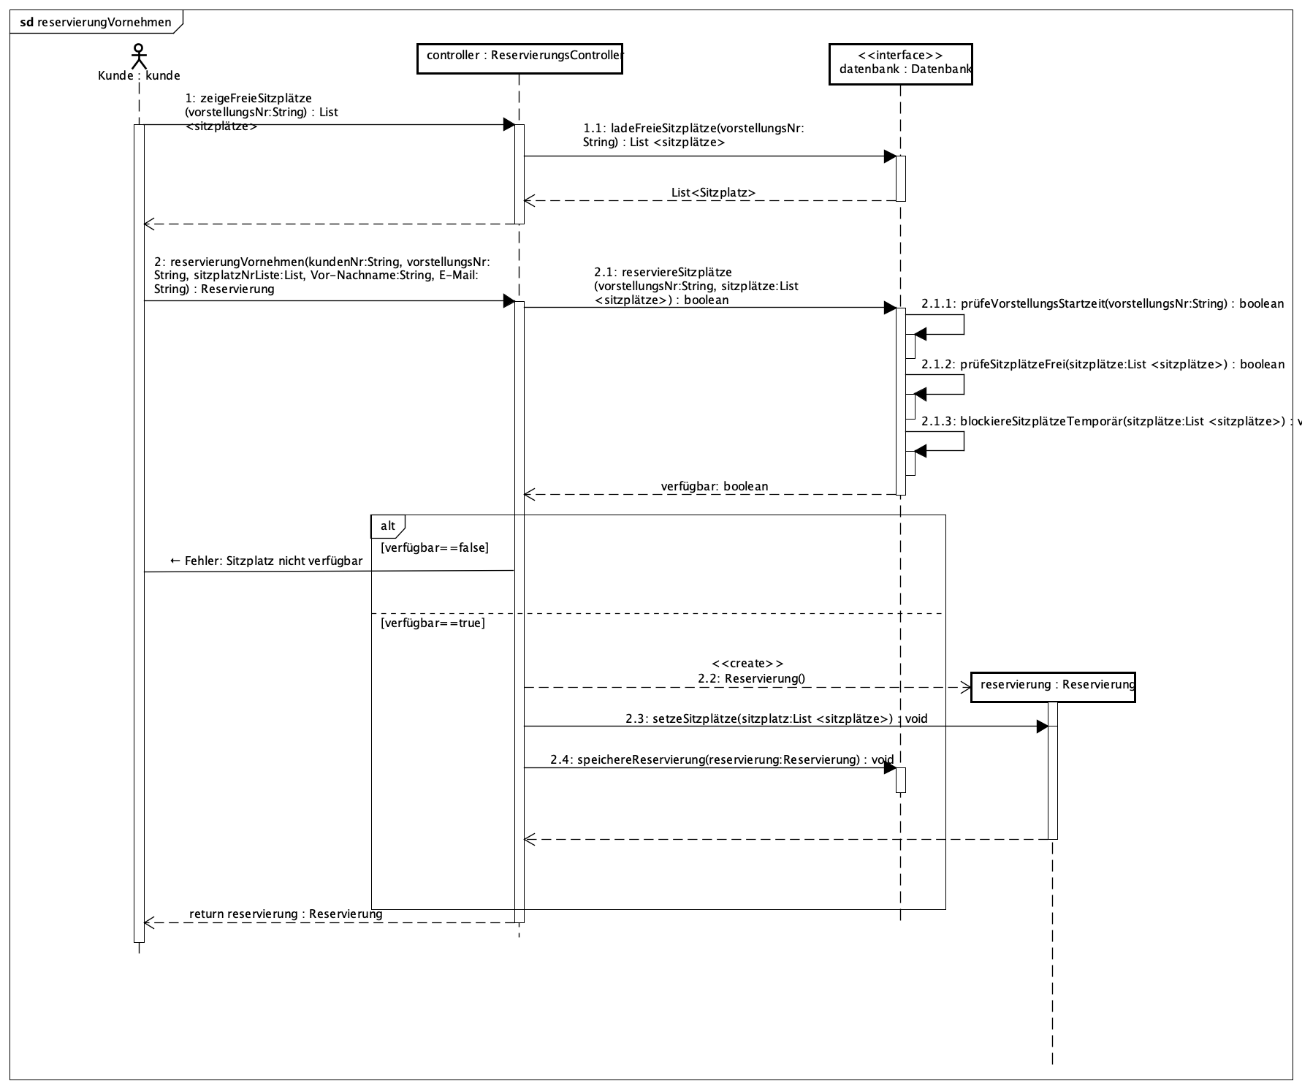 sd reservierungVornehmen
Kunde : kunde
controller : ReservierungsController
<<interface>>
datenbank : Datenbank
1: zeigeFreieSitzplätze
(vorstellungsNr:String) : List
<sitzplätze>
1.1: ladeFreieSitzplätze(vorstellungsNr:
String) : List <sitzplätze>
List<Sitzplatz>
2: reservierungVornehmen(kundenNr:String, vorstellungsNr:
String, sitzplatzNrListe:List, Vor-Nachname:String, E-Mail:
String) : Reservierung
2.1: reserviereSitzplätze
(vorstellungsNr:String, sitzplätze:List
<sitzplätze>) : boolean
2.1.1: prüfeVorstellungsStartzeit(vorstellungsNr:String) : boolean
2.1.2: prüfeSitzplätzeFrei(sitzplätze:List <sitzplätze>) : boolean
2.1.3: blockiereSitzplätzeTemporär(sitzplätze:List <sitzplätze>) : v
verfügbar: boolean
alt
[verfügbar==false]
← Fehler: Sitzplatz nicht verfügbar
[verfügbar==true]
<<create>>
2.2: Reservierung()
reservierung : Reservierung
2.3: setzeSitzplätze(sitzplatz:List <sitzplätze>) : void
2.4: speichereReservierung(reservierung:Reservierung) : void
return reservierung : Reservierung